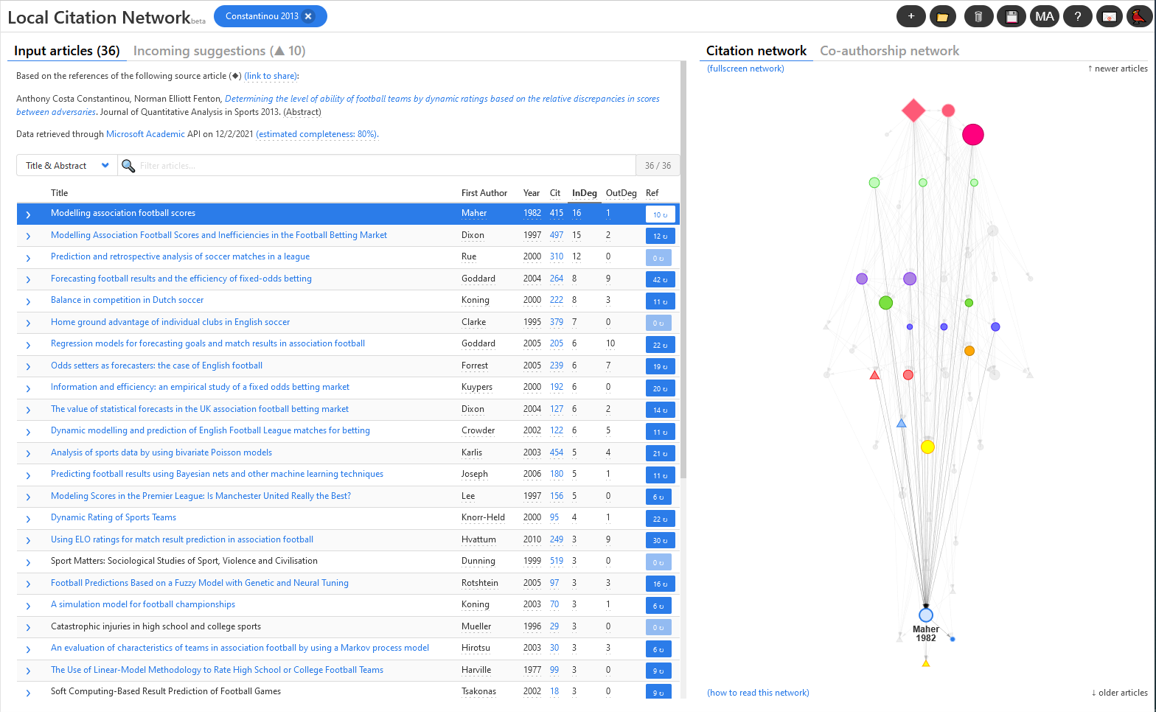 Local Citation Network beta
Constantinou 2013
+
MA
?
Input articles (36) Incoming suggestions (▲ 10)
Based on the references of the following source article (◆) (link to share):
Anthony Costa Constantinou, Norman Elliott Fenton, Determining the level of ability of football teams by dynamic ratings based on the relative discrepancies in scores
between adversaries. Journal of Quantitative Analysis in Sports 2013. (Abstract)
Data retrieved through Microsoft Academic API on 12/2/2021 (estimated completeness: 80%).
Title & Abstract Filter articles... 36 / 36
Title First Author Year Cit InDeg OutDeg Ref
Modelling association football scores Maher 1982 415 16 1 10 ↻
Modelling Association Football Scores and Inefficiencies in the Football Betting Market Dixon 1997 497 15 2 12 ↻
Prediction and retrospective analysis of soccer matches in a league Rue 2000 310 12 0 0 ↻
Forecasting football results and the efficiency of fixed-odds betting Goddard 2004 264 8 9 42 ↻
Balance in competition in Dutch soccer Koning 2000 222 8 3 11 ↻
Home ground advantage of individual clubs in English soccer Clarke 1995 379 7 0 0 ↻
Regression models for forecasting goals and match results in association football Goddard 2005 205 6 10 22 ↻
Odds setters as forecasters: the case of English football Forrest 2005 239 6 7 19 ↻
Information and efficiency: an empirical study of a fixed odds betting market Kuypers 2000 192 6 0 20 ↻
The value of statistical forecasts in the UK association football betting market Dixon 2004 127 6 2 14 ↻
Dynamic modelling and prediction of English Football League matches for betting Crowder 2002 122 6 5 11 ↻
Analysis of sports data by using bivariate Poisson models Karlis 2003 454 5 4 21 ↻
Predicting football results using Bayesian nets and other machine learning techniques Joseph 2006 180 5 1 11 ↻
Modeling Scores in the Premier League: Is Manchester United Really the Best? Lee 1997 156 5 0 6 ↻
Dynamic Rating of Sports Teams Knorr-Held 2000 95 4 1 22 ↻
Using ELO ratings for match result prediction in association football Hvattum 2010 249 3 9 30 ↻
Sport Matters: Sociological Studies of Sport, Violence and Civilisation Dunning 1999 519 3 0 0 ↻
Football Predictions Based on a Fuzzy Model with Genetic and Neural Tuning Rotshtein 2005 97 3 3 16 ↻
A simulation model for football championships Koning 2003 70 3 1 6 ↻
Catastrophic injuries in high school and college sports Mueller 1996 29 3 0 0 ↻
An evaluation of characteristics of teams in association football by using a Markov process model Hirotsu 2003 30 3 3 6 ↻
The Use of Linear-Model Methodology to Rate High School or College Football Teams Harville 1977 99 3 0 9 ↻
Soft Computing-Based Result Prediction of Football Games Tsakonas 2002 18 3 0 9 ↻
Citation network Co-authorship network
(fullscreen network) ↑ newer articles
Maher
1982
(how to read this network) ↓ older articles